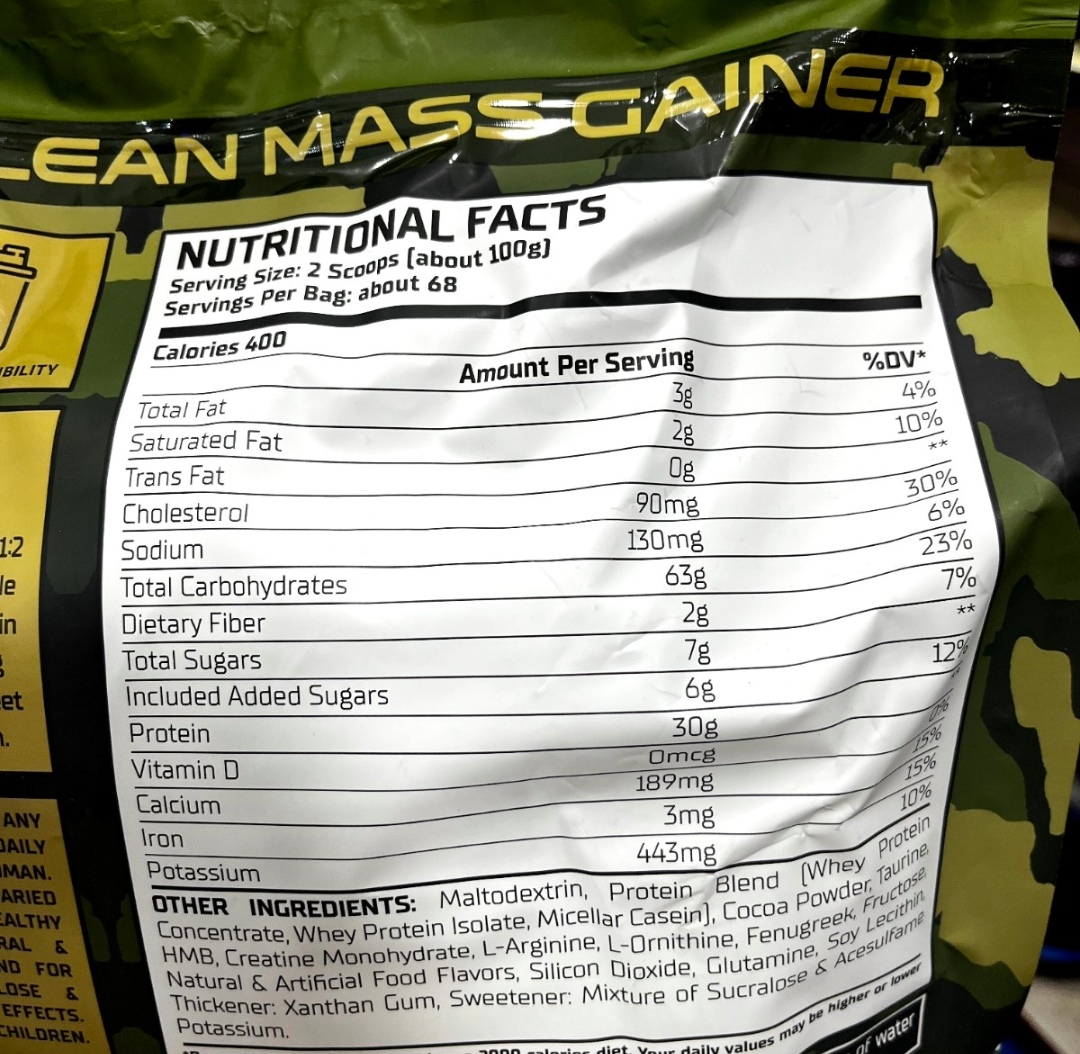 LEAN MASS GAINER
NUTRITIONAL FACTS
Serving Size: 2 Scoops (about 100g)
Servings Per Bag: about 68
Calories 400
Amount Per Serving %DV*
Total Fat 3g 4%
Saturated Fat 2g 10%
Trans Fat 0g **
Cholesterol 90mg 30%
Sodium 130mg 6%
Total Carbohydrates 63g 23%
Dietary Fiber 2g 7%
Total Sugars 7g **
Included Added Sugars 6g 12%
Protein 30g **
Vitamin D 0mcg 0%
Calcium 189mg 15%
Iron 3mg 15%
Potassium 443mg 10%
OTHER INGREDIENTS: Maltodextrin, Protein Blend (Whey Protein
Concentrate, Whey Protein Isolate, Micellar Casein), Cocoa Powder, Taurine,
HMB, Creatine Monohydrate, L-Arginine, L-Ornithine, Fenugreek, Fructose,
Natural & Artificial Food Flavors, Silicon Dioxide, Glutamine, Soy Lecithin,
Thickener: Xanthan Gum, Sweetener: Mixture of Sucralose & Acesulfame
Potassium.
diet. Your daily values may be higher or lower
of water
IBILITY
1:2
le
in
et
n.
ANY
DAILY
MAN.
ARIED
EALTHY
RAL &
ND FOR
LOSE &
EFFECTS.
CHILDREN.